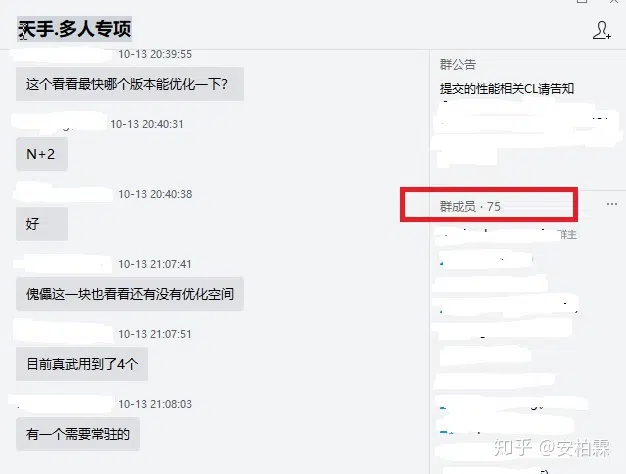 天手.多人专项
10-13 20:39:55
这个看看最快哪个版本能优化一下?
10-13 20:40:31
N+2
10-13 20:40:38
好
10-13 21:07:41
傀儡这一块也看看还有没有优化空间
10-13 21:07:51
目前真武用到了4个
10-13 21:08:03
有一个需要常驻的
群公告
提交的性能相关CL请告知
群成员·75
群主
知乎 @安柏霖